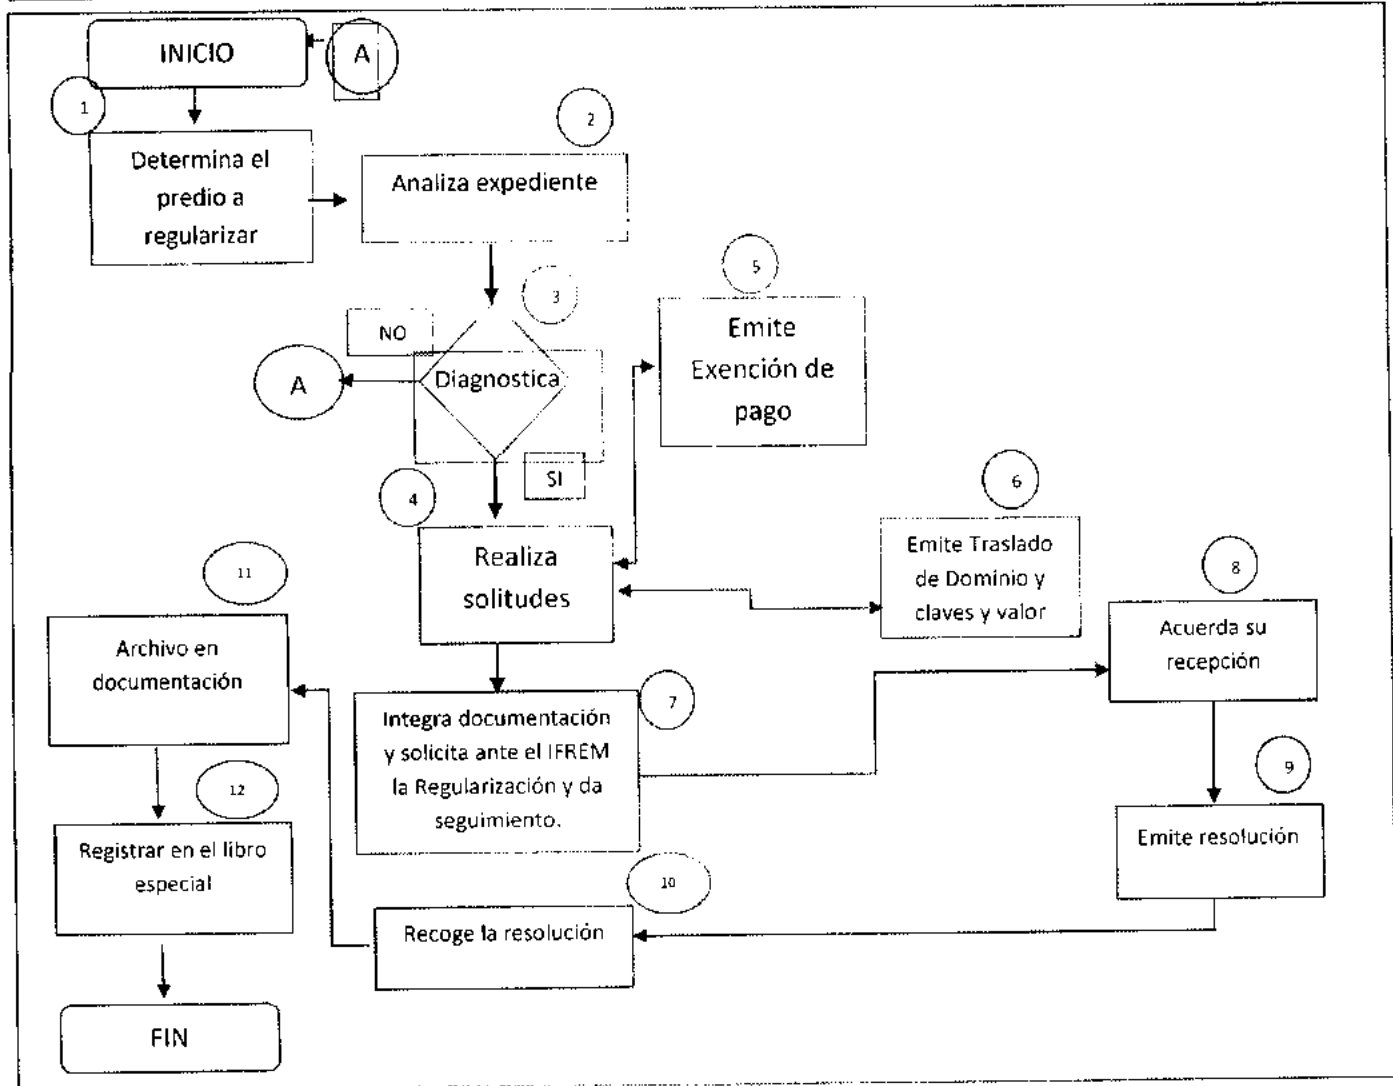 INICIO
A
1
Determina el
predio a
regularizar
2
Analiza expediente
3
NO
A
Diagnostica
SI
5
Emite
Exención de
pago
4
Realiza
solitudes
6
Emite Traslado
de Dominio y
claves y valor
7
Integra documentación
y solicita ante el IFREM
la Regularización y da
seguimiento.
8
Acuerda su
recepción
9
Emite resolución
10
Recoge la resolución
11
Archivo en
documentación
12
Registrar en el libro
especial
FIN